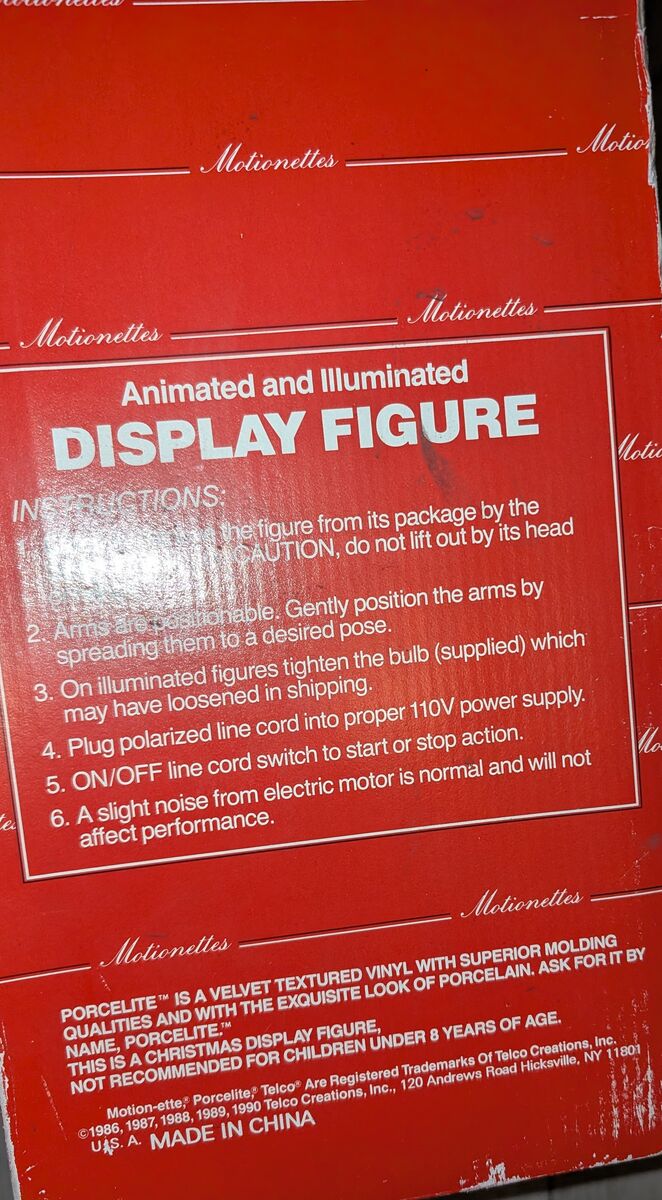 Motionettes
Motionettes
Motionettes
Motionettes
Animated and Illuminated
DISPLAY FIGURE
INSTRUCTIONS:
1. the figure from its package by the
CAUTION, do not lift out by its head
2. Arms are positionable. Gently position the arms by
spreading them to a desired pose.
3. On illuminated figures tighten the bulb (supplied) which
may have loosened in shipping.
4. Plug polarized line cord into proper 110V power supply.
5. ON/OFF line cord switch to start or stop action.
6. A slight noise from electric motor is normal and will not
affect performance.
Motionettes
Motionettes
PORCELITE™ IS A VELVET TEXTURED VINYL WITH SUPERIOR MOLDING
QUALITIES AND WITH THE EXQUISITE LOOK OF PORCELAIN. ASK FOR IT BY
NAME, PORCELITE.™
THIS IS A CHRISTMAS DISPLAY FIGURE,
NOT RECOMMENDED FOR CHILDREN UNDER 8 YEARS OF AGE.
Motion-ette,® Porcelite,® Telco® Are Registered Trademarks Of Telco Creations, Inc.
©1986, 1987, 1988, 1989, 1990 Telco Creations, Inc., 120 Andrews Road Hicksville, NY 11801
U.S. A. MADE IN CHINA